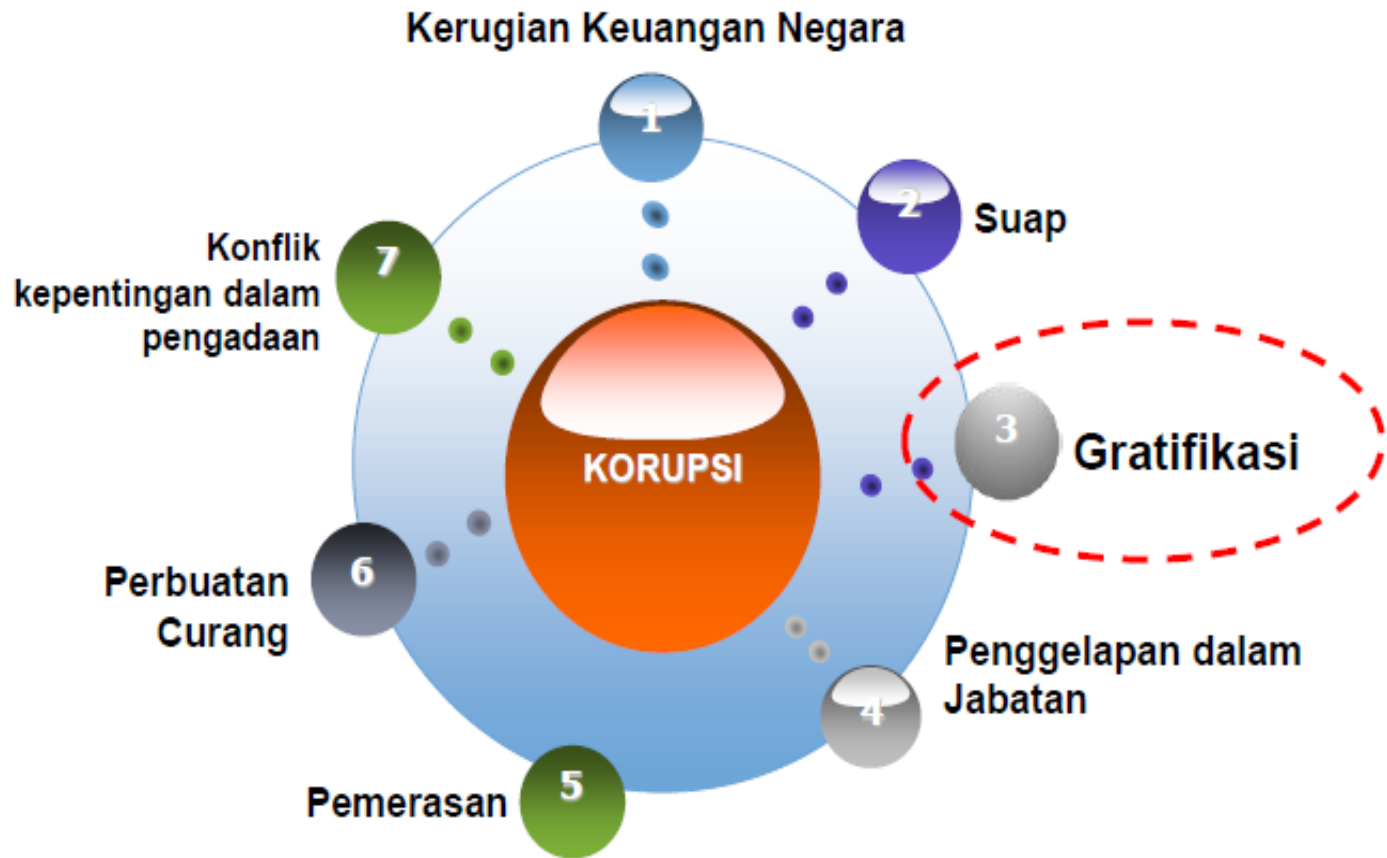 Kerugian Keuangan Negara
1
2
Suap
7
Konflik
kepentingan dalam
pengadaan
3
Gratifikasi
KORUPSI
6
Perbuatan
Curang
4
Penggelapan dalam
Jabatan
5
Pemerasan